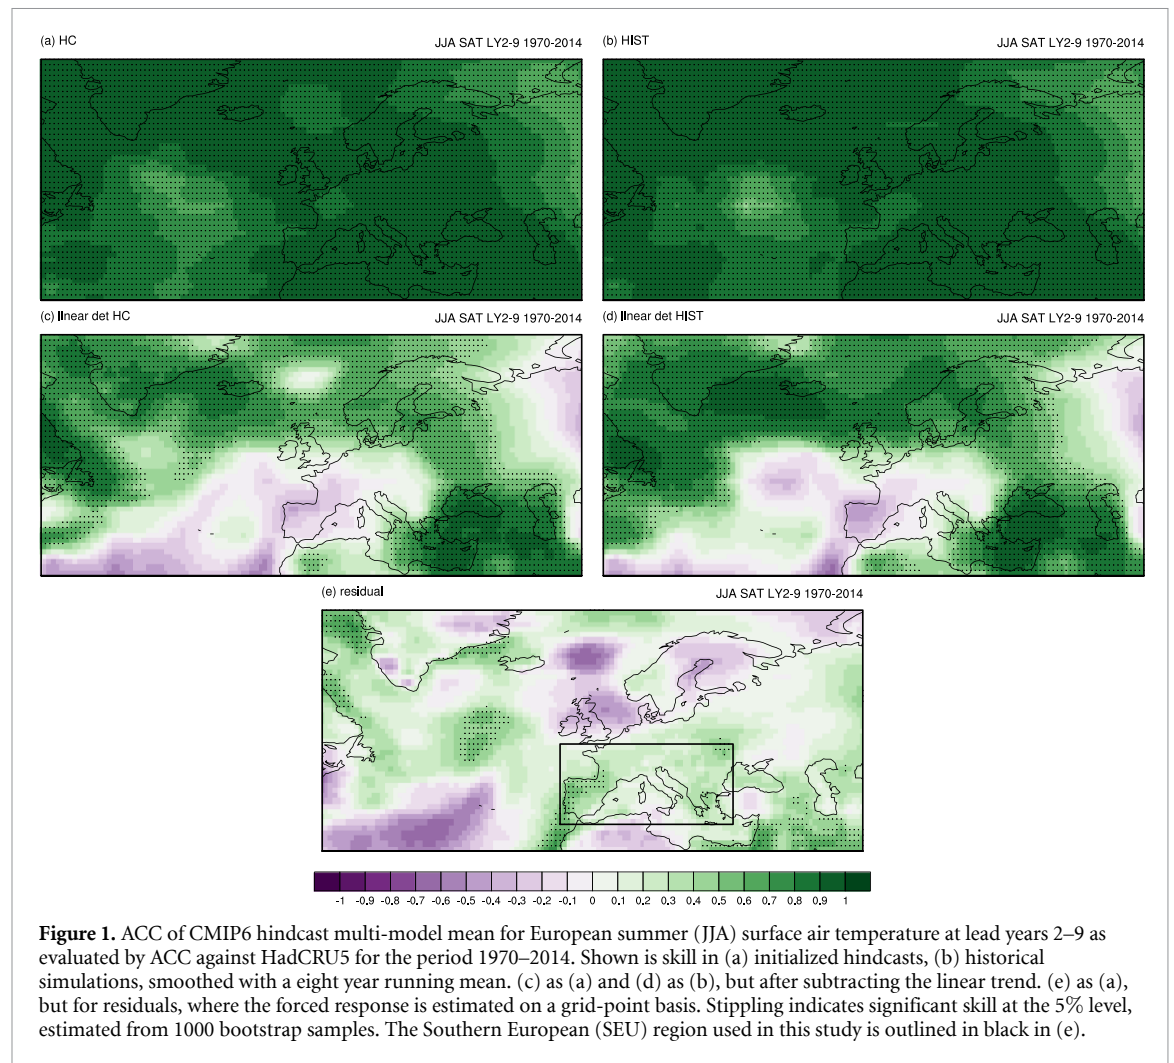 (a) HC JJA SAT LY2-9 1970-2014
(b) HIST JJA SAT LY2-9 1970-2014
(c) linear det HC JJA SAT LY2-9 1970-2014
(d) linear det HIST JJA SAT LY2-9 1970-2014
(e) residual JJA SAT LY2-9 1970-2014
-1 -0.9 -0.8 -0.7 -0.6 -0.5 -0.4 -0.3 -0.2 -0.1 0 0.1 0.2 0.3 0.4 0.5 0.6 0.7 0.8 0.9 1
Figure 1. ACC of CMIP6 hindcast multi-model mean for European summer (JJA) surface air temperature at lead years 2–9 as
evaluated by ACC against HadCRU5 for the period 1970–2014. Shown is skill in (a) initialized hindcasts, (b) historical
simulations, smoothed with a eight year running mean. (c) as (a) and (d) as (b), but after subtracting the linear trend. (e) as (a),
but for residuals, where the forced response is estimated on a grid-point basis. Stippling indicates significant skill at the 5% level,
estimated from 1000 bootstrap samples. The Southern European (SEU) region used in this study is outlined in black in (e).